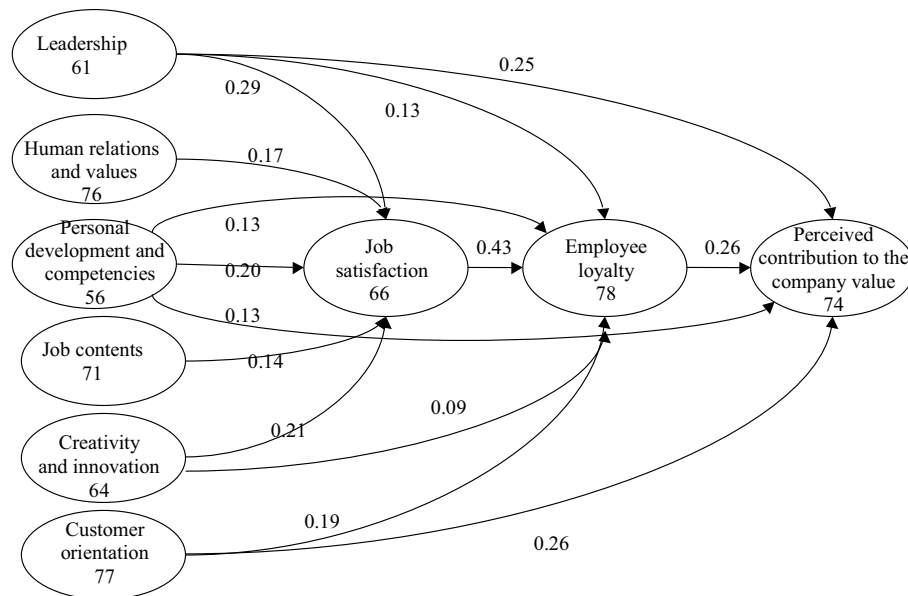 Leadership
61
0.29
0.13
0.25
Human relations
and values
76
0.17
Personal
development and
competencies
56
0.13
0.20
0.13
Job
satisfaction
66
0.43
Employee
loyalty
78
0.26
Perceived
contribution to the
company value
74
Job contents
71
0.14
Creativity
and innovation
64
0.21
0.09
Customer
orientation
77
0.19
0.26